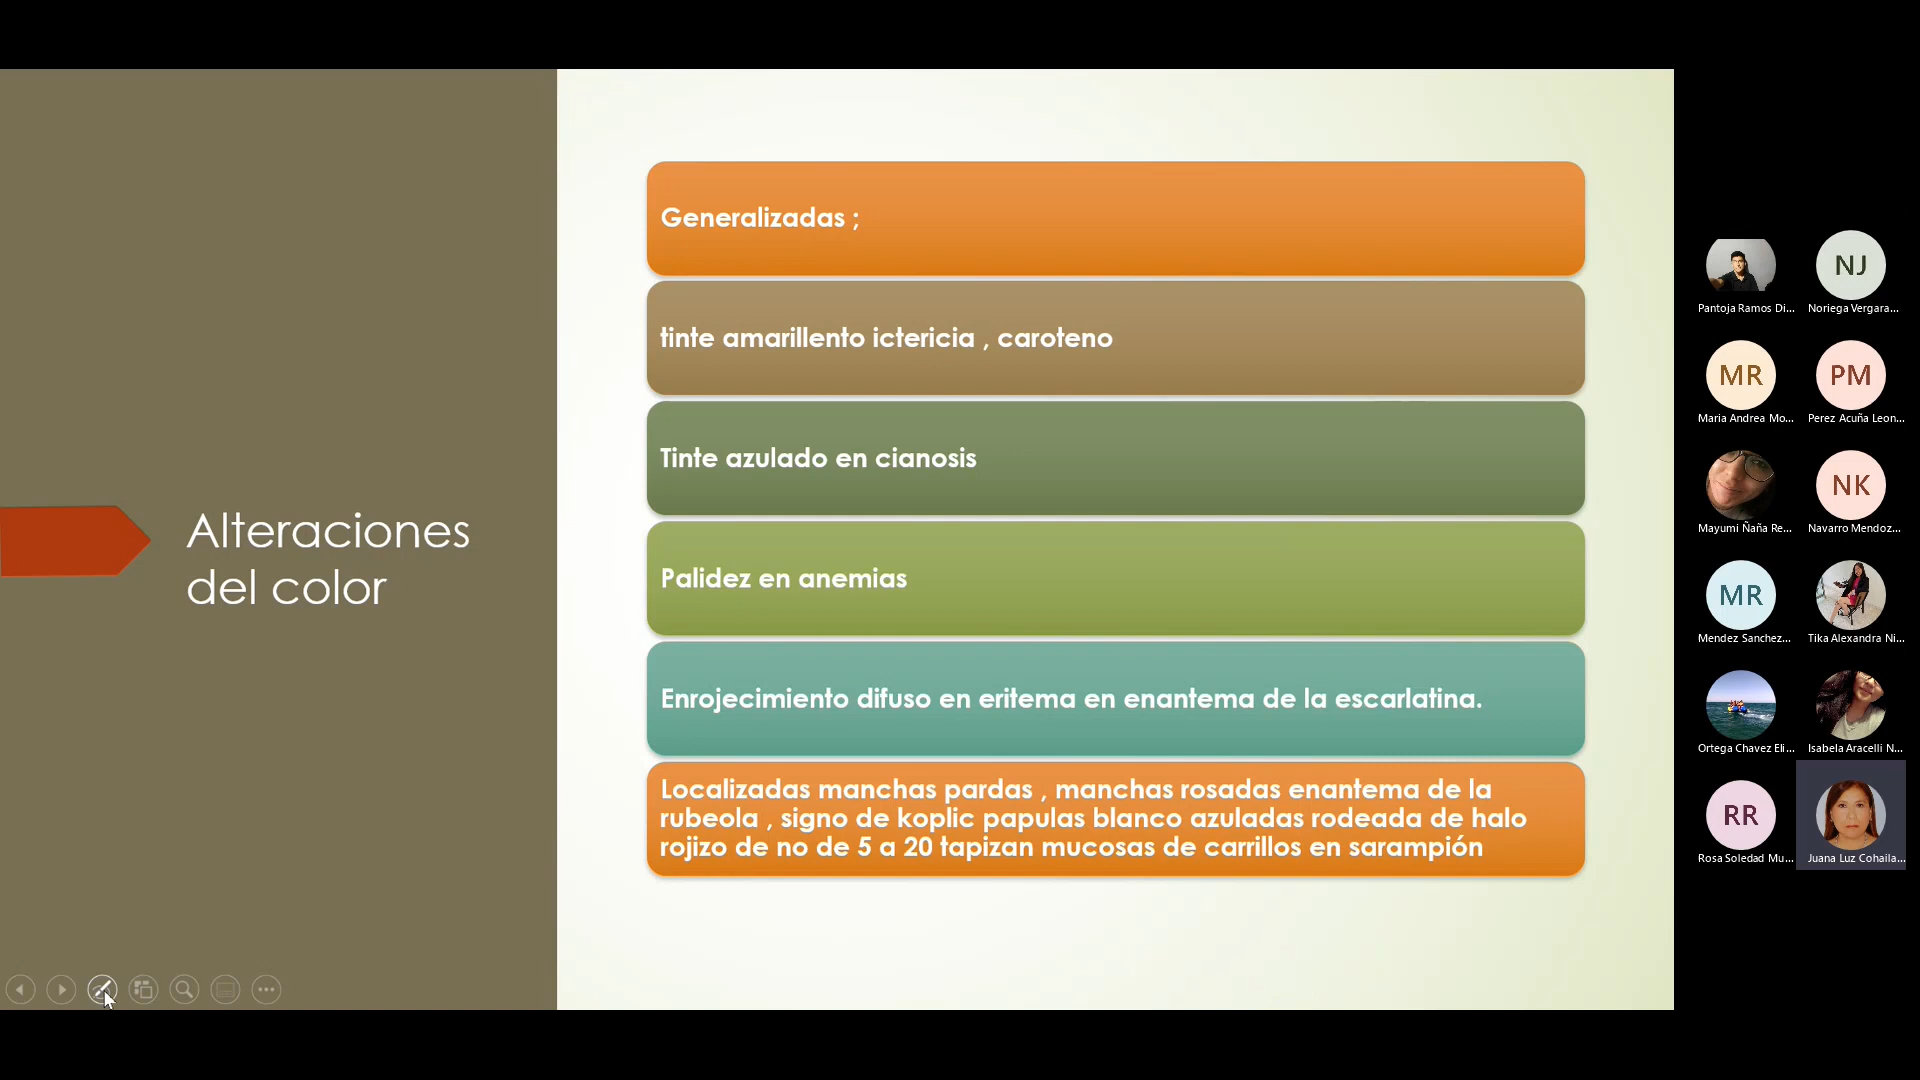 Alteraciones
del color
Generalizadas ;
tinte amarillento ictericia , caroteno
Tinte azulado en cianosis
Palidez en anemias
Enrojecimiento difuso en eritema en enantema de la escarlatina.
Localizadas manchas pardas , manchas rosadas enantema de la
rubeola , signo de koplic papulas blanco azuladas rodeada de halo
rojizo de no de 5 a 20 tapizan mucosas de carrillos en sarampión
Pantoja Ramos Di...
NJ
Noriega Vergara...
MR
Maria Andrea Mo...
PM
Perez Acuña Leon...
Mayumi Ñaña Re...
NK
Navarro Mendoz...
MR
Mendez Sanchez...
Tika Alexandra Ni...
Ortega Chavez Eli...
Isabela Aracelli N...
RR
Rosa Soledad Mu...
Juana Luz Cohaila...